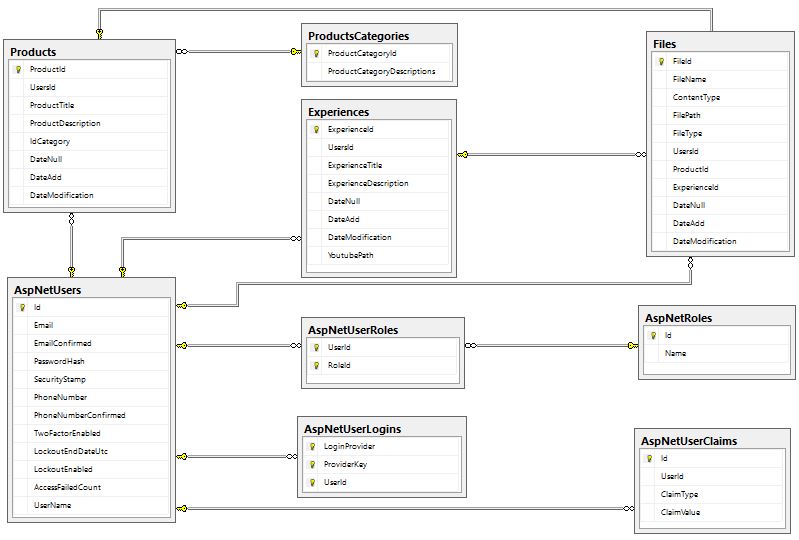 Products
ProductId
UsersId
ProductTitle
ProductDescription
IdCategory
DateNull
DateAdd
DateModification
ProductsCategories
ProductCategoryId
ProductCategoryDescriptions
Experiences
ExperienceId
UsersId
ExperienceTitle
ExperienceDescription
DateNull
DateAdd
DateModification
YoutubePath
Files
FileId
FileName
ContentType
FilePath
FileType
UsersId
ProductId
ExperienceId
DateNull
DateAdd
DateModification
AspNetUsers
Id
Email
EmailConfirmed
PasswordHash
SecurityStamp
PhoneNumber
PhoneNumberConfirmed
TwoFactorEnabled
LockoutEndDateUtc
LockoutEnabled
AccessFailedCount
UserName
AspNetUserRoles
UserId
RoleId
AspNetRoles
Id
Name
AspNetUserLogins
LoginProvider
ProviderKey
UserId
AspNetUserClaims
Id
UserId
ClaimType
ClaimValue